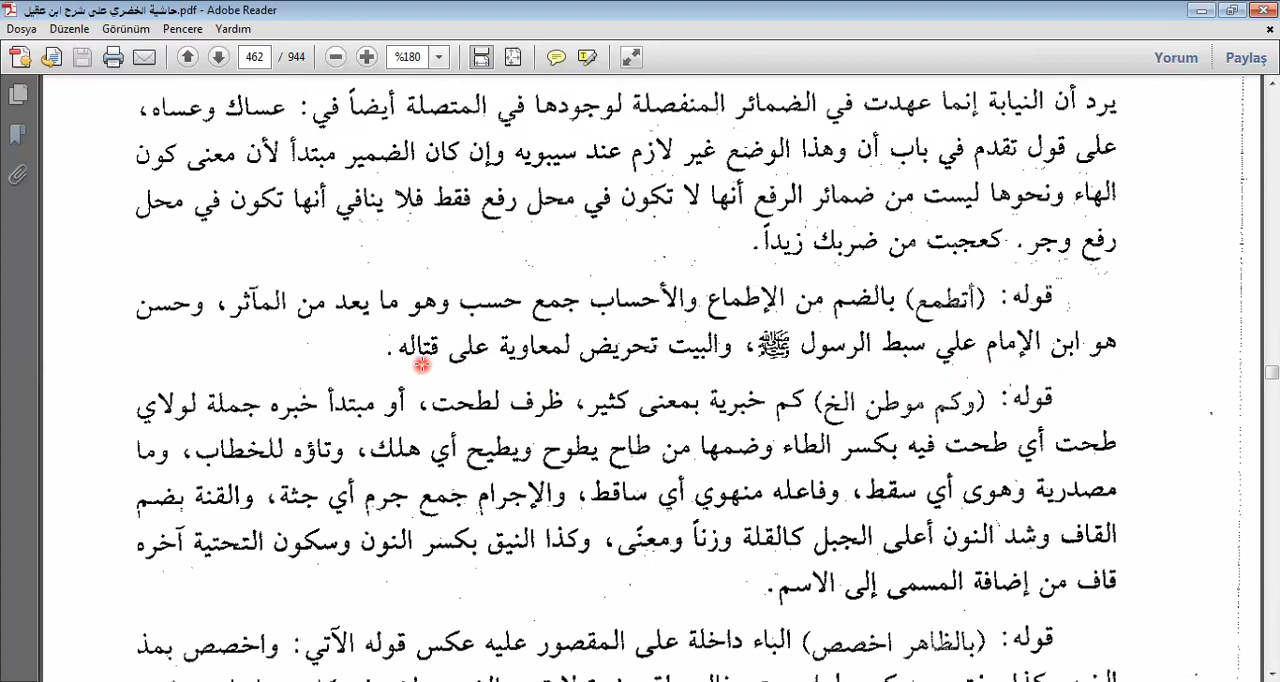 حاشية الخضري على شرح ابن عقيل.pdf - Adobe Reader
Dosya Düzenle Görünüm Pencere Yardım
462 / 944 %180 Yorum Paylaş
يرد أن النيابة إنما عهدت في الضمائر المنفصلة لوجودها في المتصلة أيضاً في: عساك وعساه،
على قول تقدم في باب أن وهذا الوضع غير لازم عند سيبويه وإن كان الضمير مبتدأ لأن معنى كون
الهاء ونحوها ليست من ضمائر الرفع أنها لا تكون في محل رفع فقط فلا ينافي أنها تكون في محل
رفع وجر. كعجبت من ضربك زيداً.
قوله: (أتطمع) بالضم من الإطماع والأحساب جمع حسب وهو ما يعد من المآثر، وحسن
هو ابن الإمام علي سبط الرسول ﷺ، والبيت تحريض لمعاوية على قتاله.
قوله: (وكم موطن الخ) كم خبرية بمعنى كثير، ظرف لطحت، أو مبتدأ خبره جملة لولاي
طحت أي طحت فيه بكسر الطاء وضمها من طاح يطوح ويطيح أي هلك، وتاؤه للخطاب، وما
مصدرية وهوى أي سقط، وفاعله منهوي أي ساقط، والإجرام جمع جرم أي جثة، والقنة بضم
القاف وشد النون أعلى الجبل كالقلة وزناً ومعنًى، وكذا النيق بكسر النون وسكون التحتية آخره
قاف من إضافة المسمى إلى الاسم.
قوله: (بالظاهر اخصص) الباء داخلة على المقصور عليه عكس قوله الآتي: واخصص بمذ